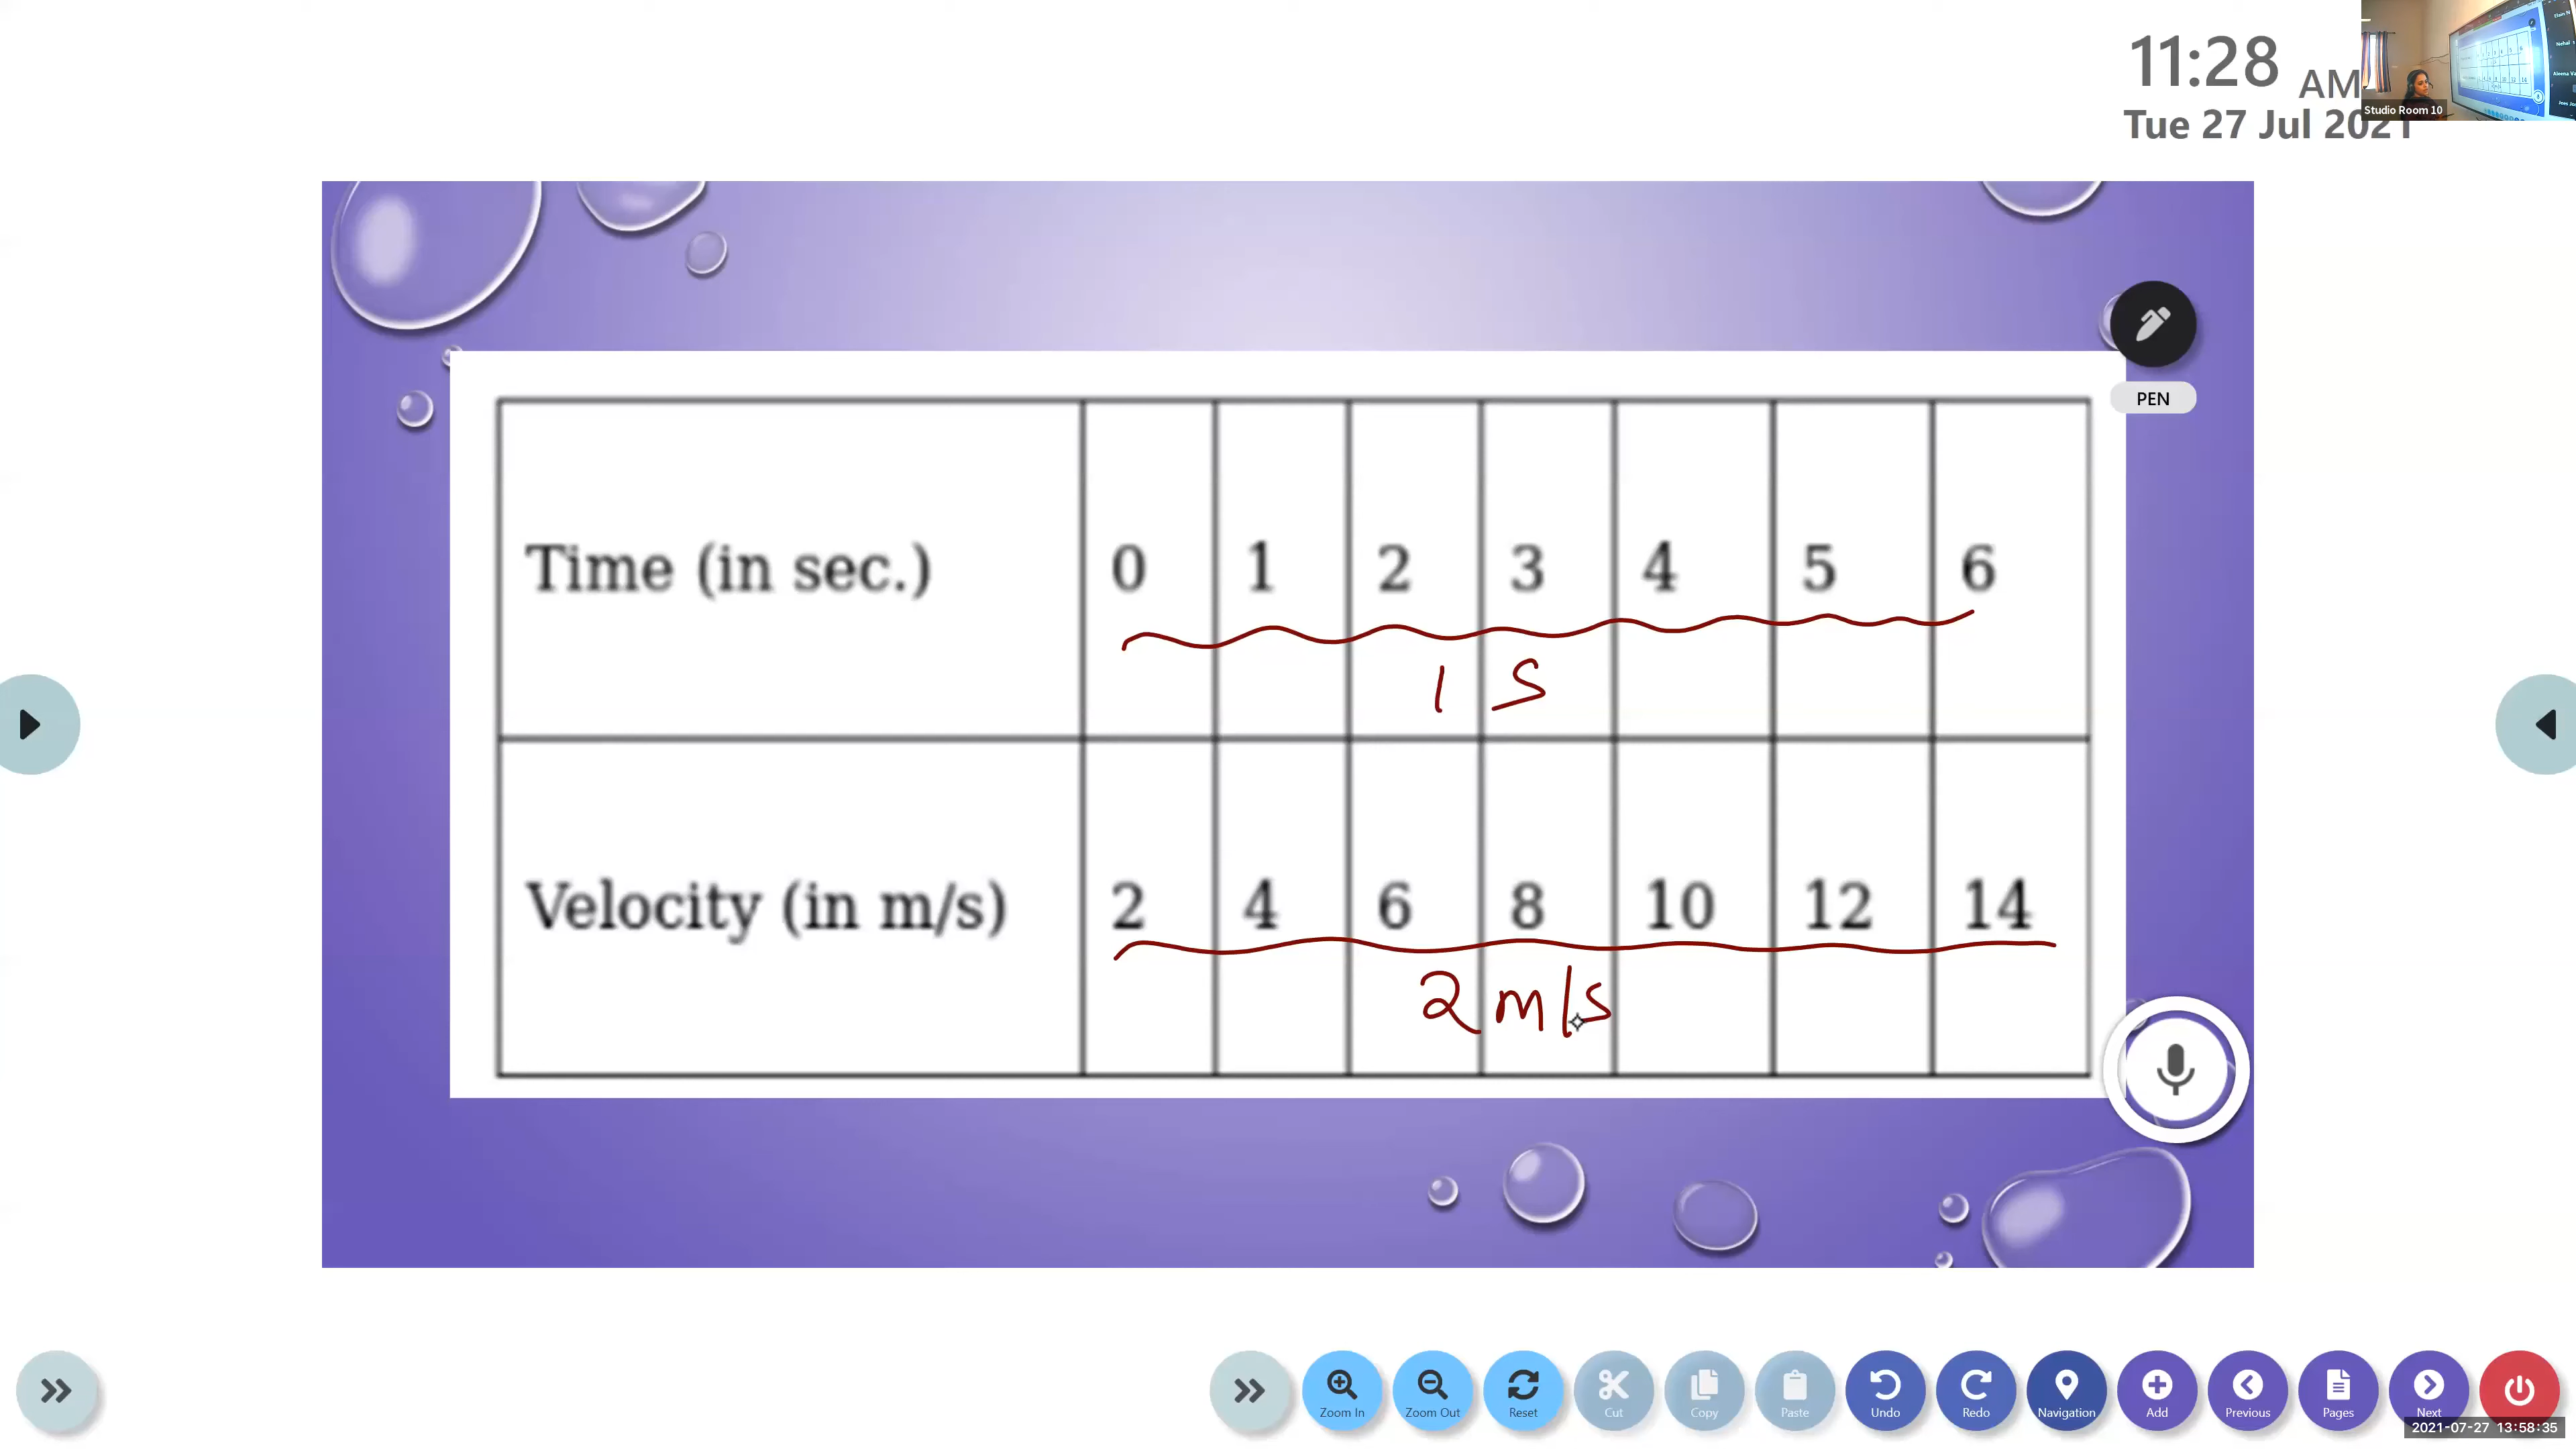 11:28 AM
Tue 27 Jul 2021
Studio Room 10
PEN
Time (in sec.) 0 1 2 3 4 5 6
1 s
Velocity (in m/s) 2 4 6 8 10 12 14
2 m/s
Zoom In Zoom Out Reset Cut Copy Paste Undo Redo Navigation Add Previous Pages Next
2021-07-27 13:58:35